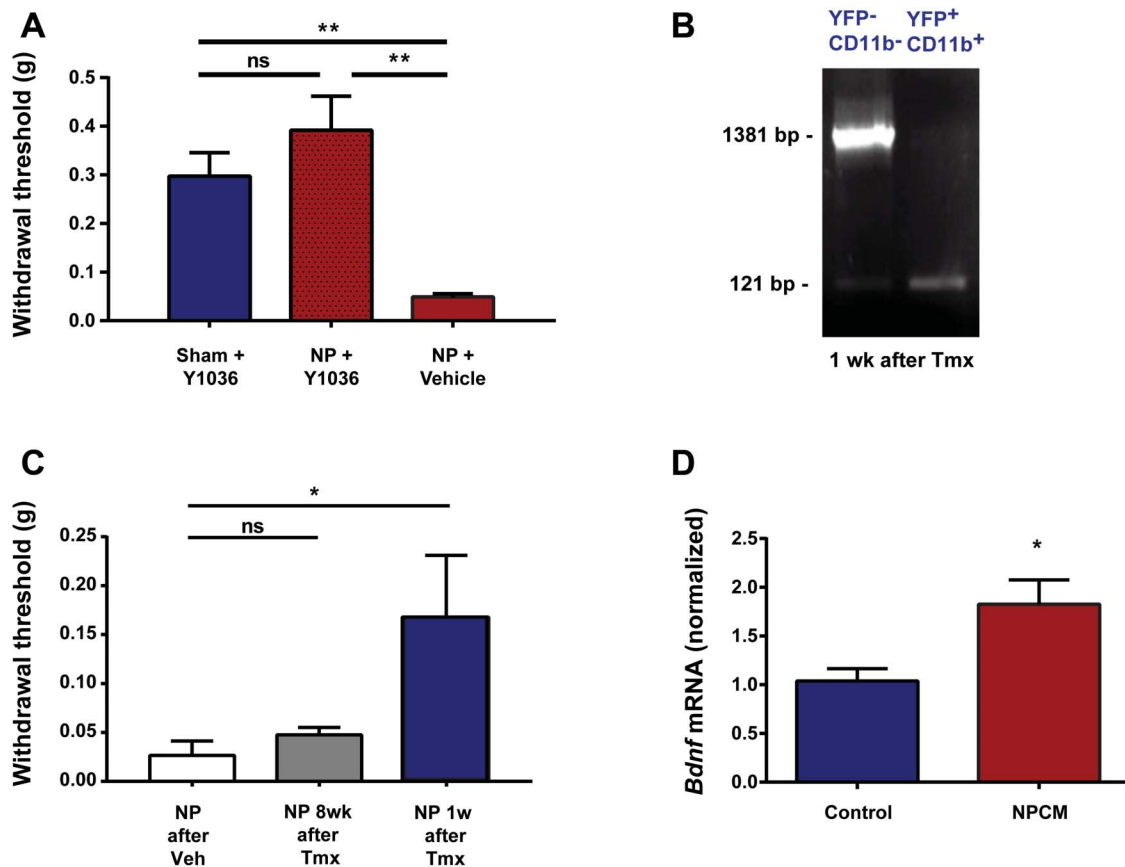 A
**
ns
**
Withdrawal threshold (g)
0.5
0.4
0.3
0.2
0.1
0.0
Sham +
Y1036
NP +
Y1036
NP +
Vehicle
B
YFP-
CD11b-
YFP+
CD11b+
1381 bp -
121 bp -
1 wk after Tmx
C
*
ns
Withdrawal threshold (g)
0.25
0.20
0.15
0.10
0.05
0.00
NP
after
Veh
NP 8wk
after
Tmx
NP 1w
after
Tmx
D
*
Bdnf mRNA (normalized)
2.5
2.0
1.5
1.0
0.5
0.0
Control
NPCM